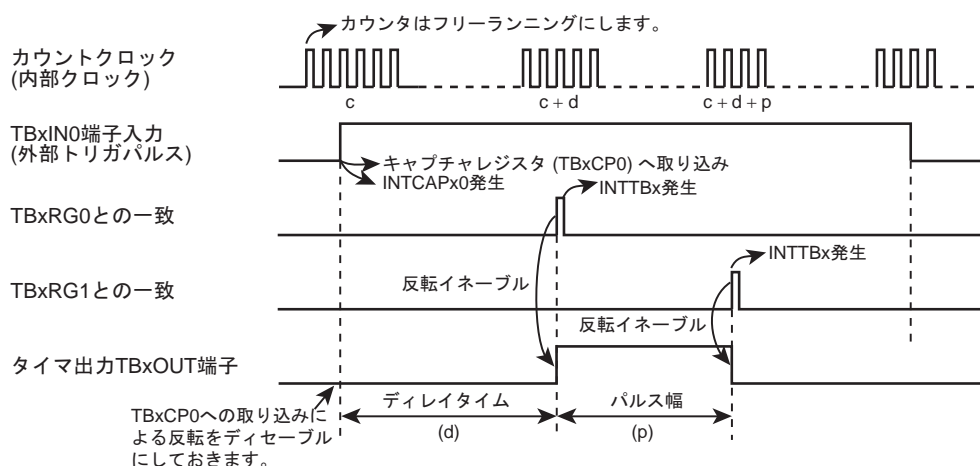 カウンタはフリーランニングにします。
カウントクロック
(内部クロック)
c
c + d
c + d + p
TBxIN0端子入力
(外部トリガパルス)
キャプチャレジスタ (TBxCP0) へ取り込み
INTCAPx0発生
INTTBx発生
TBxRG0との一致
INTTBx発生
反転イネーブル
TBxRG1との一致
反転イネーブル
タイマ出力TBxOUT端子
ディレイタイム
パルス幅
(d)
(p)
TBxCP0への取り込みに
よる反転をディセーブル
にしておきます。